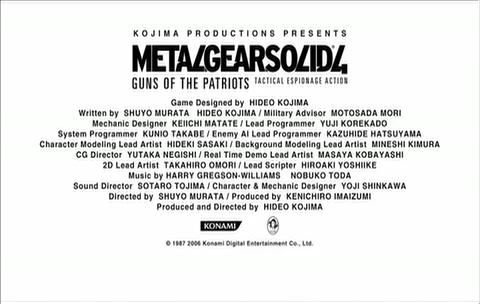 KOJIMA PRODUCTIONS PRESENTS
METAL GEAR SOLID 4
GUNS OF THE PATRIOTS TACTICAL ESPIONAGE ACTION
Game Designed by HIDEO KOJIMA
Written by SHUYO MURATA HIDEO KOJIMA / Military Advisor MOTOSADA MORI
Mechanic Designer KEIICHI MATATE / Lead Programmer YUJI KOREKADO
System Programmer KUNIO TAKABE / Enemy AI Lead Programmer KAZUHIDE HATSUYAMA
Character Modeling Lead Artist HIDEKI SASAKI / Background Modeling Lead Artist MINESHI KIMURA
CG Director YUTAKA NEGISHI / Real Time Demo Lead Artist MASAYA KOBAYASHI
2D Lead Artist TAKAHIRO OMORI / Lead Scripter HIROAKI YOSHIIKE
Music by HARRY GREGSON-WILLIAMS NOBUKO TODA
Sound Director SOTARO TOJIMA / Character & Mechanic Designer YOJI SHINKAWA
Directed by SHUYO MURATA / Produced by KENICHIRO IMAIZUMI
Produced and Directed by HIDEO KOJIMA
KONAMI
© 1987 2006 Konami Digital Entertainment Co., Ltd.